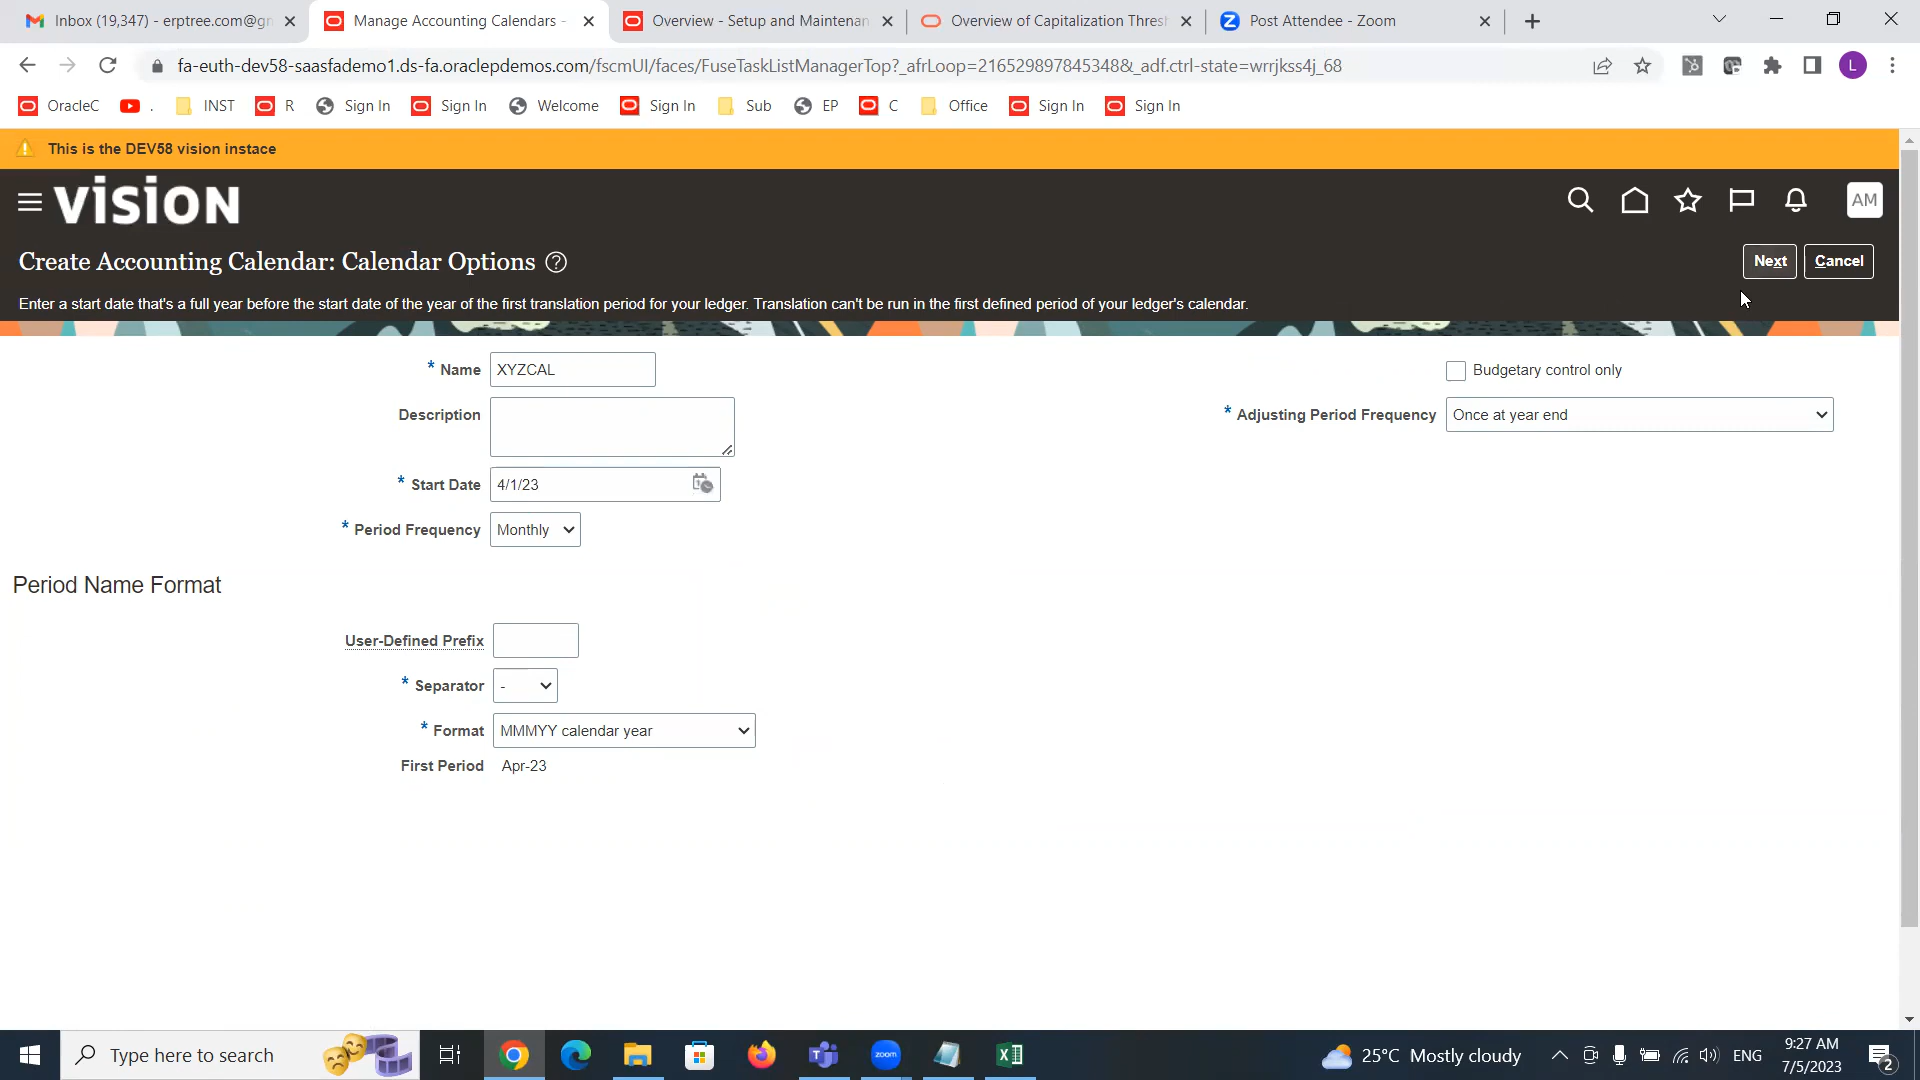 Inbox (19,347) - erptree.com@gr
Manage Accounting Calendars -
Overview - Setup and Maintenan
Overview of Capitalization Thresh
Post Attendee - Zoom
fa-euth-dev58-saasfademo1.ds-fa.oraclepdemos.com/fscmUI/faces/FuseTaskListManagerTop?_afrLoop=216529897845348&_adf.ctrl-state=wrrjkss4j_68
L
OracleC
.
INST
R
Sign In
Sign In
Welcome
Sign In
Sub
EP
C
Office
Sign In
Sign In
This is the DEV58 vision instace
vision
AM
Create Accounting Calendar: Calendar Options
Next
Cancel
Enter a start date that's a full year before the start date of the year of the first translation period for your ledger. Translation can't be run in the first defined period of your ledger's calendar.
* Name XYZCAL
Budgetary control only
Description
* Adjusting Period Frequency Once at year end
* Start Date 4/1/23
* Period Frequency Monthly
Period Name Format
User-Defined Prefix
* Separator -
* Format MMMYY calendar year
First Period Apr-23
Type here to search
zoom
25°C Mostly cloudy
ENG
9:27 AM
7/5/2023
2